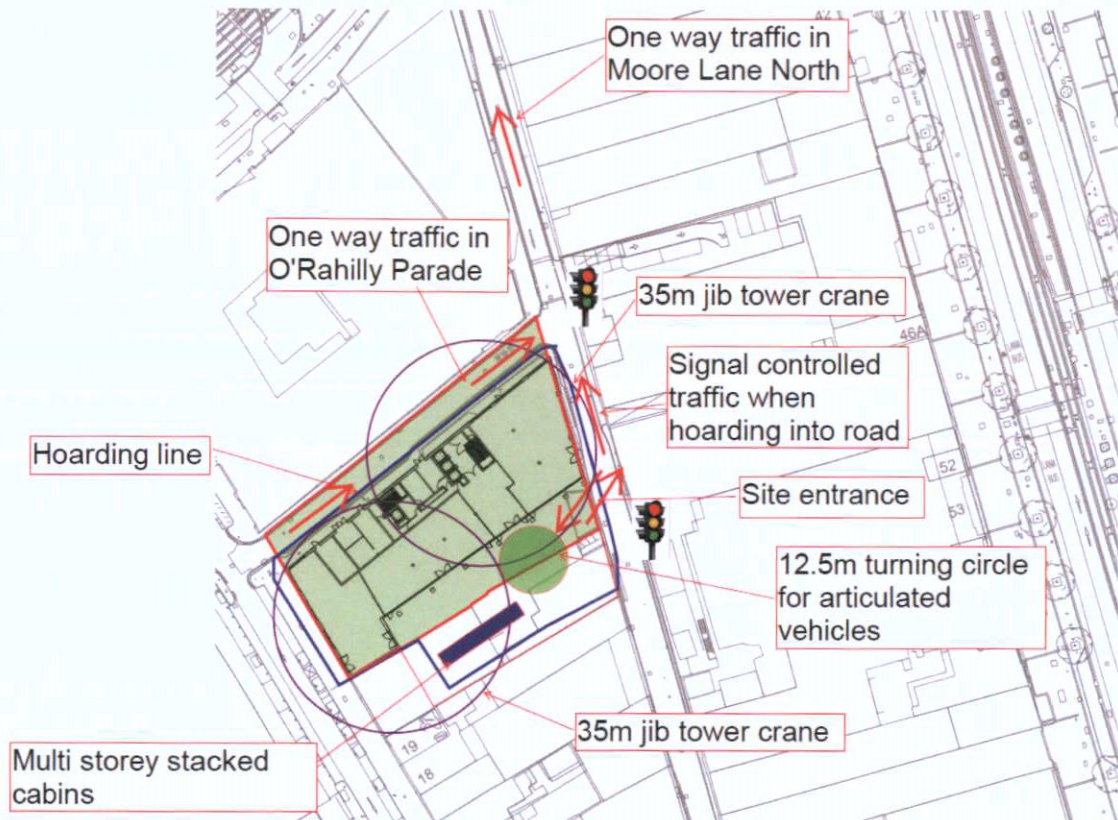 One way traffic in
Moore Lane North
One way traffic in
O'Rahilly Parade
35m jib tower crane
Signal controlled
traffic when
hoarding into road
Hoarding line
Site entrance
12.5m turning circle
for articulated
vehicles
35m jib tower crane
Multi storey stacked
cabins
42
46A
52
53
19
18